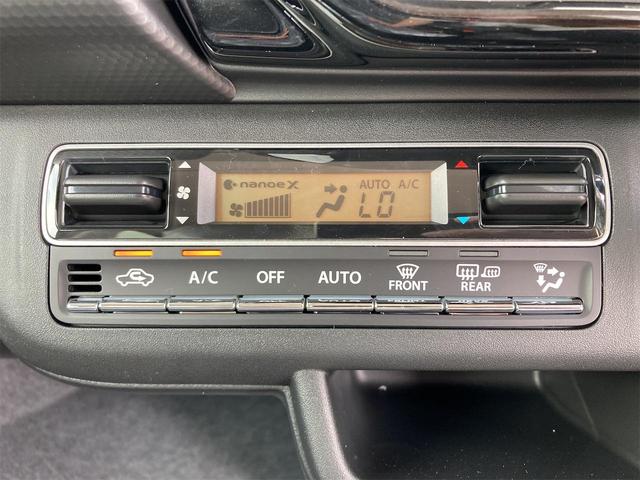 nanoe X
AUTO A/C
LO
A/C OFF AUTO FRONT REAR